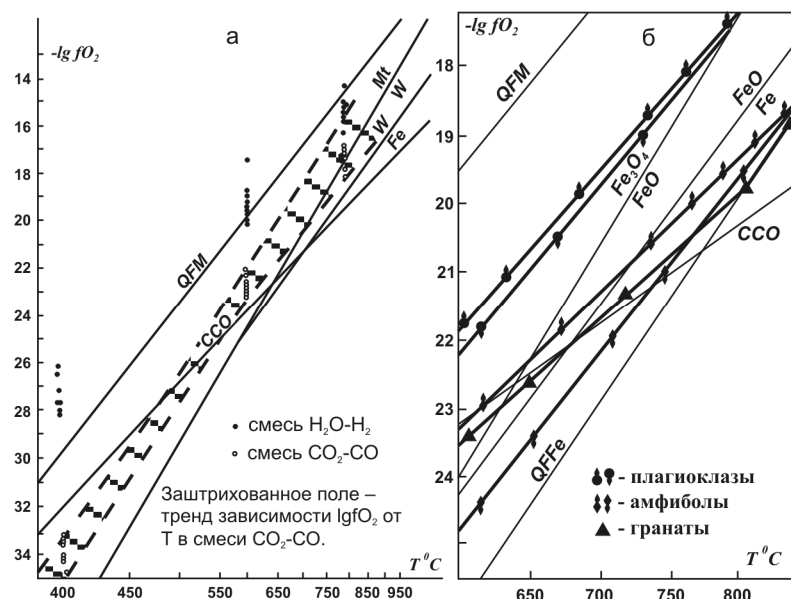 а
-lg fO₂
14
16
18
20
22
24
26
28
30
32
34
QFM
Mt
W
W
Fe
CCO
• смесь H₂O-H₂
◦ смесь CO₂-CO
Заштрихованное поле –
тренд зависимости lgfO₂ от
Т в смеси CO₂-CO.
T ⁰C
400 450 550 650 750 850 950
б
-lg fO₂
18
19
20
21
22
23
24
QFM
FeO
Fe
Fe₃O₄
FeO
CCO
QFFe
- плагиоклазы
- амфиболы
- гранаты
T ⁰C
650 700 750 800